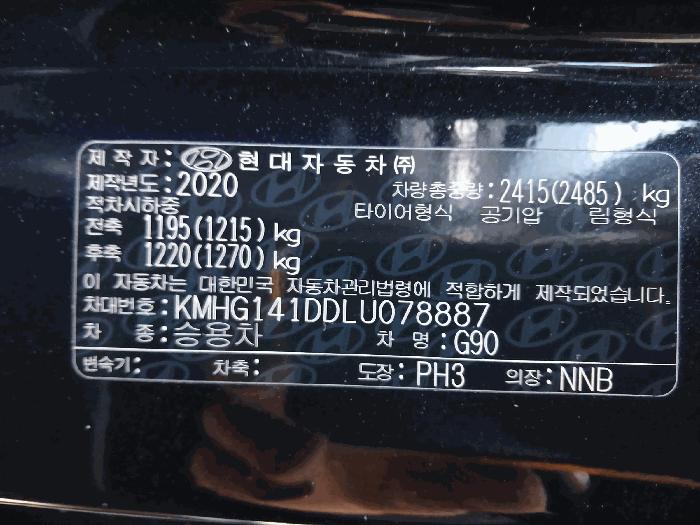 제작자: 현대자동차㈜
제작년도: 2020 차량총중량: 2415(2485) kg
적차시하중 타이어형식 공기압 림형식
전축 1195(1215) kg
후축 1220(1270) kg
이 자동차는 대한민국 자동차관리법령에 적합하게 제작되었습니다.
차대번호: KMHG141DDLU078887
차 종: 승용차 차 명: G90
변속기: 차축: 도장: PH3 의장: NNB